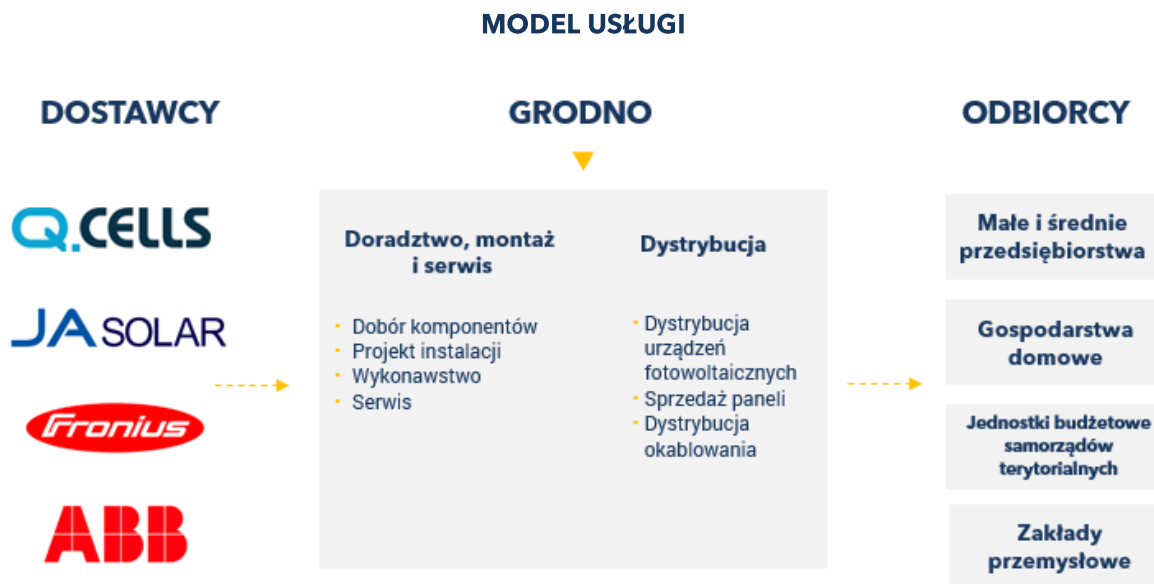 MODEL USŁUGI
DOSTAWCY
Q.CELLS
JA SOLAR
Fronius
ABB
GRODNO
Doradztwo, montaż
i serwis
· Dobór komponentów
· Projekt instalacji
· Wykonawstwo
· Serwis
Dystrybucja
· Dystrybucja
urządzeń
fotowoltaicznych
· Sprzedaż paneli
· Dystrybucja
okablowania
ODBIORCY
Małe i średnie
przedsiębiorstwa
Gospodarstwa
domowe
Jednostki budżetowe
samorządów
terytorialnych
Zakłady
przemysłowe